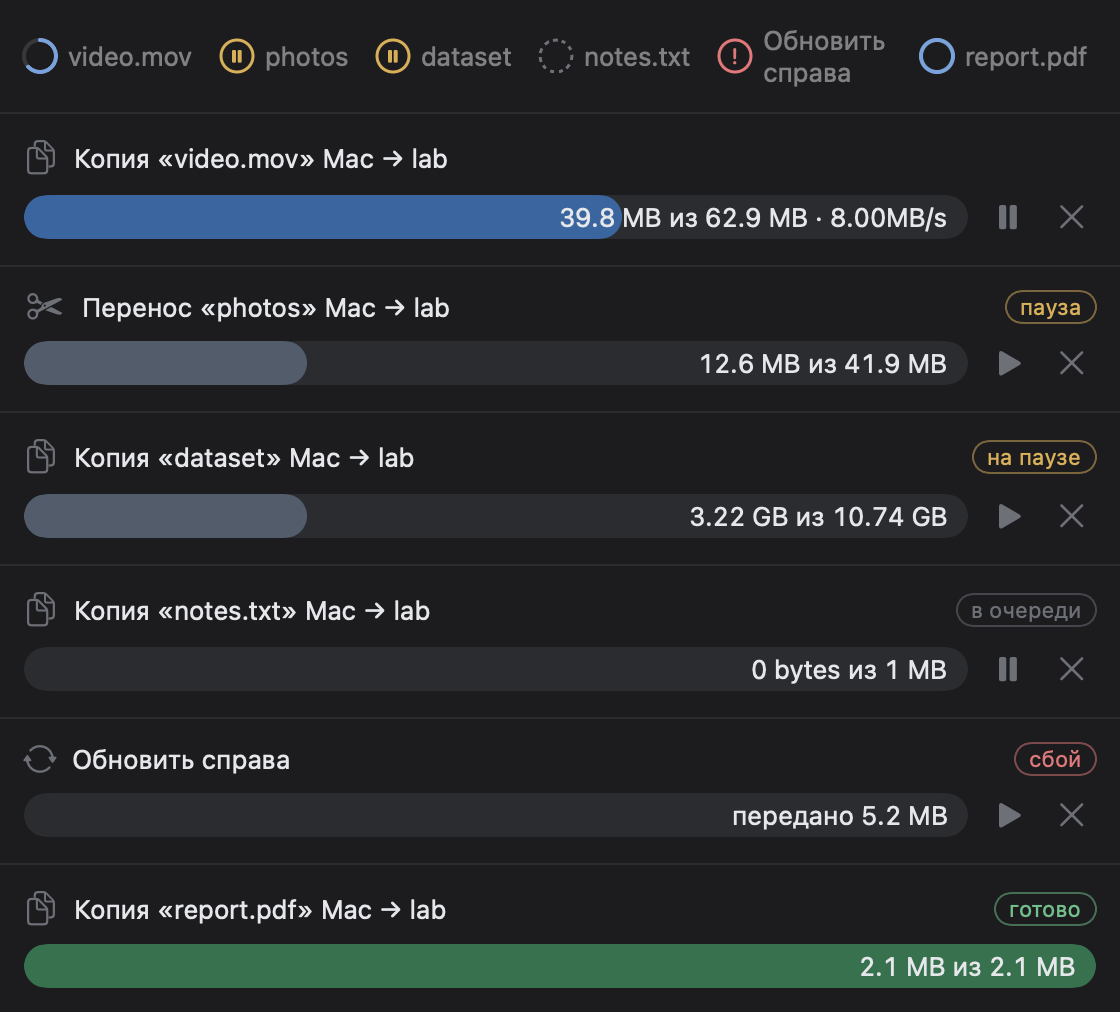 video.mov photos dataset notes.txt Обновить справа report.pdf
Копия «video.mov» Mac → lab
39.8 MB из 62.9 MB · 8.00MB/s
Перенос «photos» Mac → lab пауза
12.6 MB из 41.9 MB
Копия «dataset» Mac → lab на паузе
3.22 GB из 10.74 GB
Копия «notes.txt» Mac → lab в очереди
0 bytes из 1 MB
Обновить справа сбой
передано 5.2 MB
Копия «report.pdf» Mac → lab готово
2.1 MB из 2.1 MB